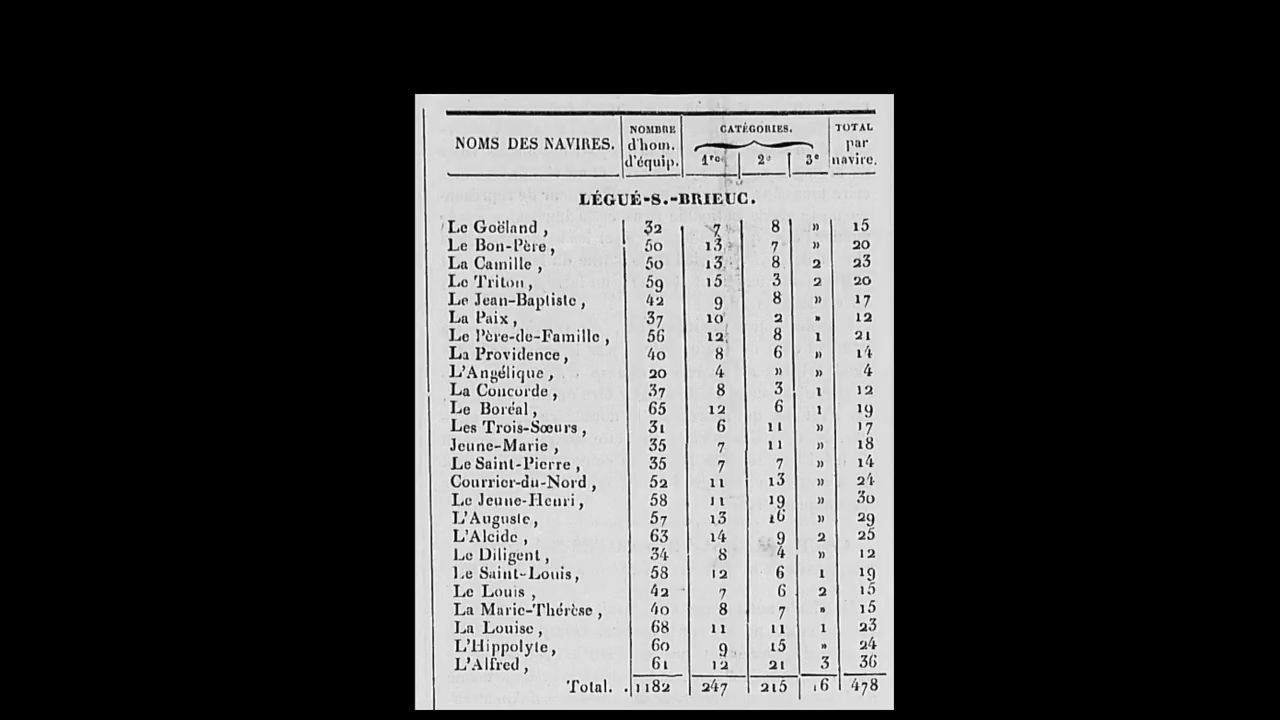 NOMS DES NAVIRES. NOMBRE d'hom. d'équip. CATÉGORIES. 1re 2e 3e TOTAL par navire.
LÉGUÉ-S.-BRIEUC.
Le Goëland, 32 7 8 » 15
Le Bon-Père, 50 13 7 » 20
La Camille, 50 13 8 2 23
Le Triton, 59 15 3 2 20
Le Jean-Baptiste, 42 9 8 » 17
La Paix, 37 10 2 » 12
Le Père-de-Famille, 56 12 8 1 21
La Providence, 40 8 6 » 14
L'Angélique, 20 4 » » 4
La Concorde, 37 8 3 1 12
Le Boréal, 65 12 6 1 19
Les Trois-Sœurs, 31 6 11 » 17
Jeune-Marie, 35 7 11 » 18
Le Saint-Pierre, 35 7 7 » 14
Courrier-du-Nord, 52 11 13 » 24
Le Jeune-Henri, 58 11 19 » 30
L'Auguste, 57 13 16 » 29
L'Alcide, 63 14 9 2 25
Le Diligent, 34 8 4 » 12
Le Saint-Louis, 58 12 6 1 19
Le Louis, 42 7 6 2 15
La Marie-Thérèse, 40 8 7 » 15
La Louise, 68 11 11 1 23
L'Hippolyte, 60 9 15 » 24
L'Alfred, 61 12 21 3 36
Total. . 1182 247 215 16 478